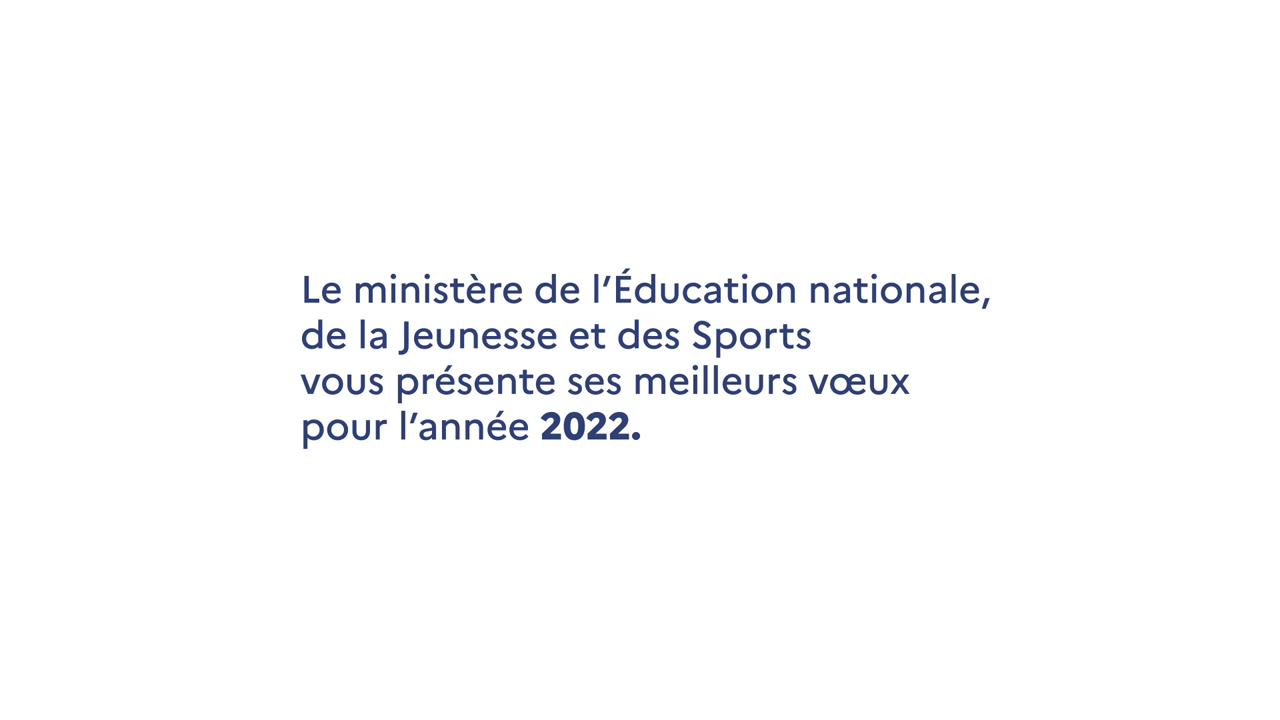 Le ministère de l’Éducation nationale,
de la Jeunesse et des Sports
vous présente ses meilleurs vœux
pour l’année 2022.